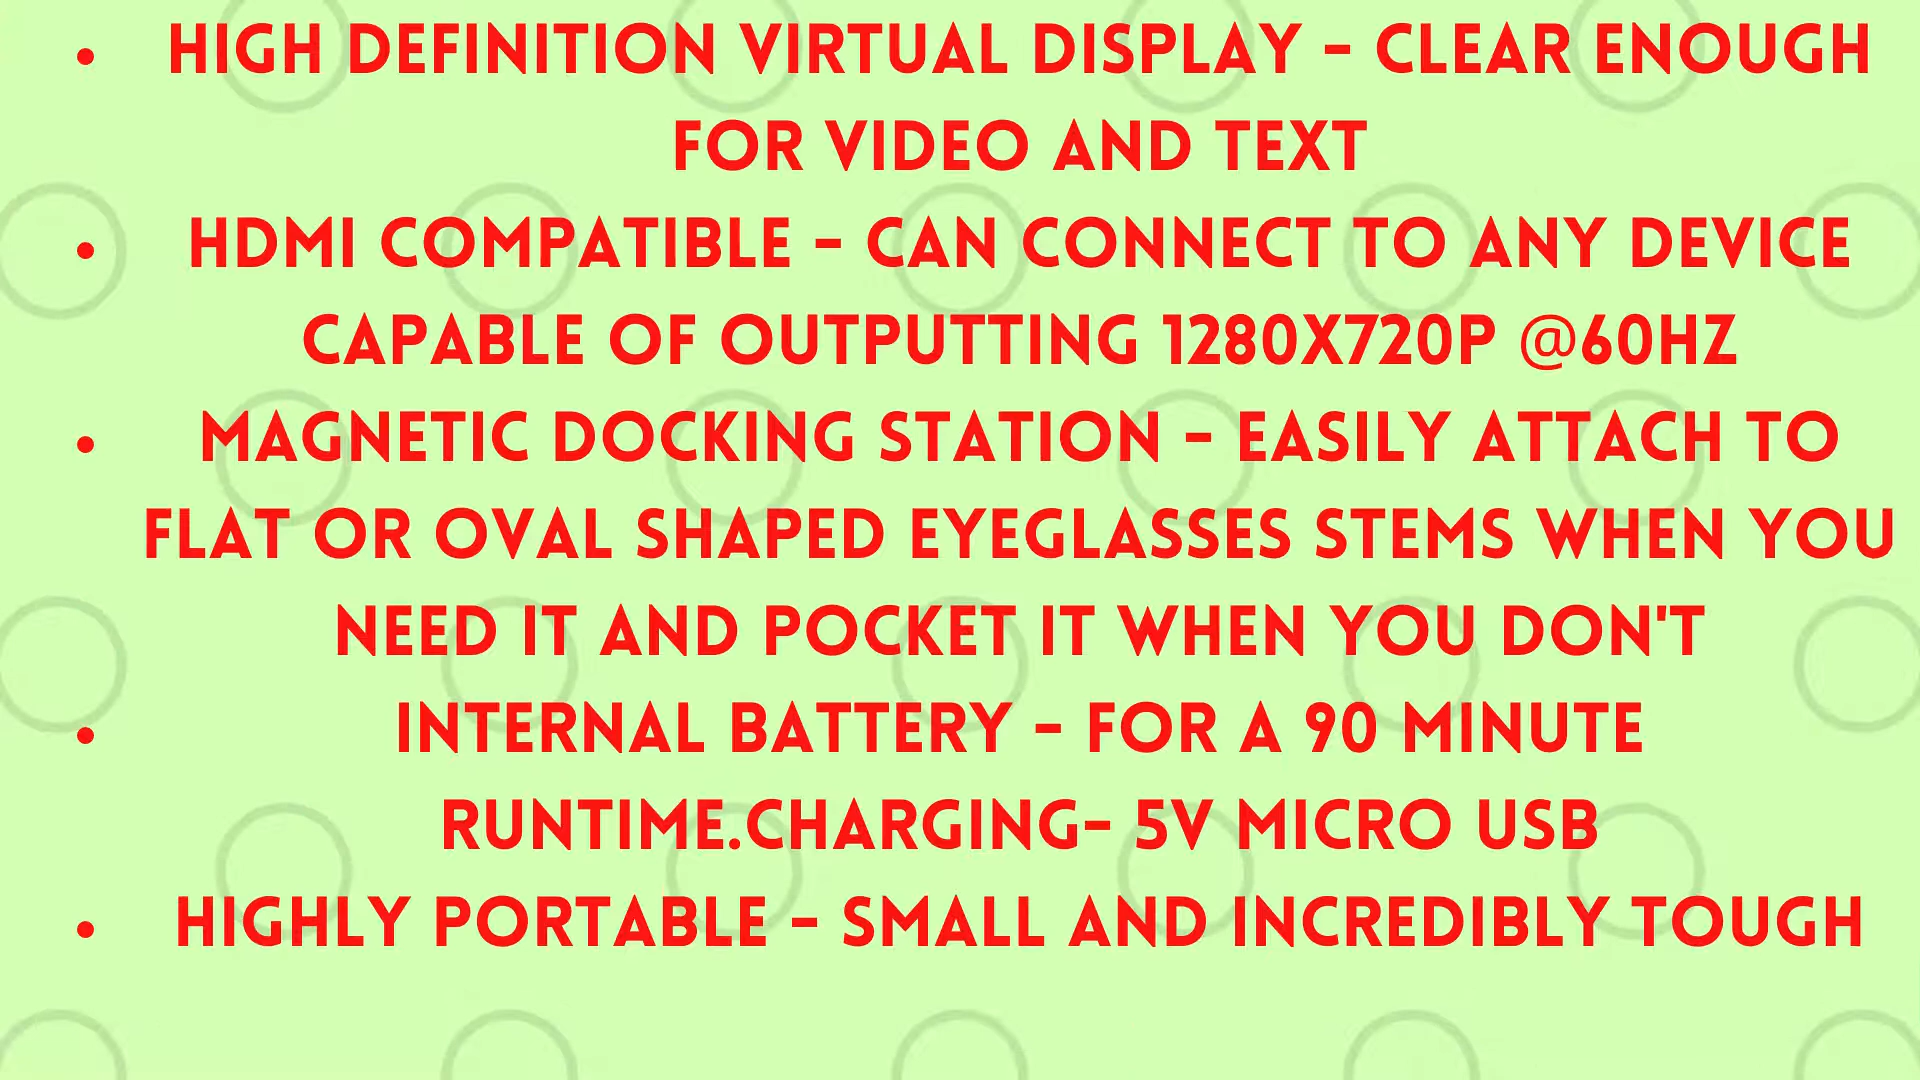 • HIGH DEFINITION VIRTUAL DISPLAY - CLEAR ENOUGH
FOR VIDEO AND TEXT
• HDMI COMPATIBLE - CAN CONNECT TO ANY DEVICE
CAPABLE OF OUTPUTTING 1280X720P @60HZ
• MAGNETIC DOCKING STATION - EASILY ATTACH TO
FLAT OR OVAL SHAPED EYEGLASSES STEMS WHEN YOU
NEED IT AND POCKET IT WHEN YOU DON'T
• INTERNAL BATTERY - FOR A 90 MINUTE
RUNTIME.CHARGING- 5V MICRO USB
• HIGHLY PORTABLE - SMALL AND INCREDIBLY TOUGH